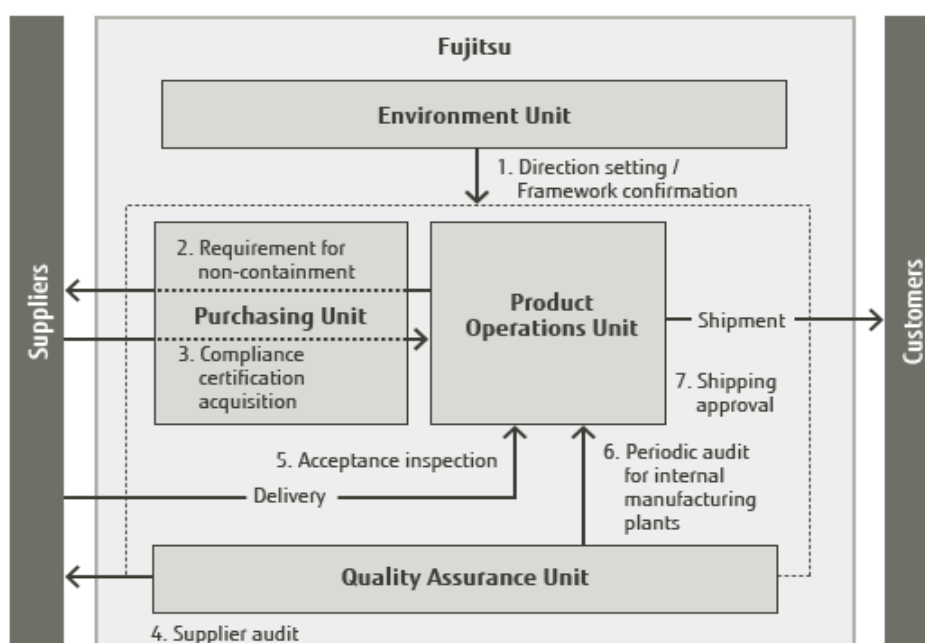 Fujitsu
Environment Unit
1. Direction setting /
Framework confirmation
Suppliers
2. Requirement for
non-containment
Purchasing Unit
3. Compliance
certification
acquisition
Product
Operations Unit
Shipment
Customers
7. Shipping
approval
5. Acceptance inspection
Delivery
6. Periodic audit
for internal
manufacturing
plants
Quality Assurance Unit
4. Supplier audit